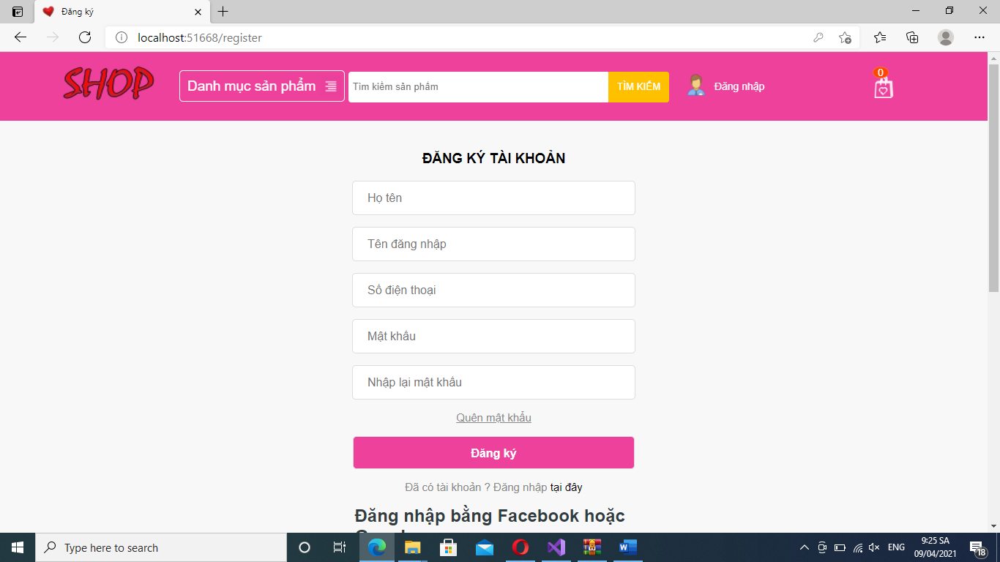 Đăng ký
localhost:51668/register
SHOP
Danh mục sản phẩm
Tìm kiếm sản phẩm
TÌM KIẾM
Đăng nhập
0
ĐĂNG KÝ TÀI KHOẢN
Họ tên
Tên đăng nhập
Số điện thoại
Mật khẩu
Nhập lại mật khẩu
Quên mật khẩu
Đăng ký
Đã có tài khoản ? Đăng nhập tại đây
Đăng nhập bằng Facebook hoặc
Type here to search
ENG
9:25 SA
09/04/2021
18